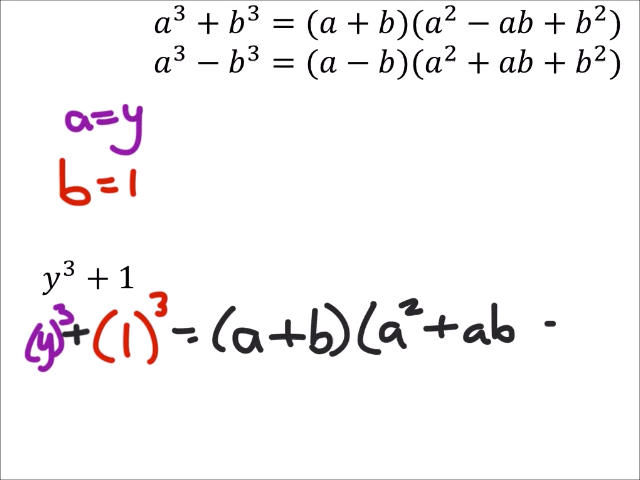 a³ + b³ = (a + b)(a² − ab + b²)
a³ − b³ = (a − b)(a² + ab + b²)
a=y
b=1
y³ + 1
(y)³+(1)³=(a+b)(a²+ab -